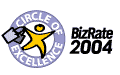 CIRCLE OF
EXCELLENCE
BizRate
2004